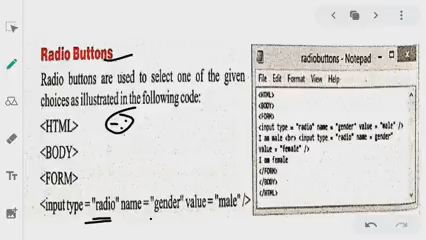 Radio Buttons
Radio buttons are used to select one of the given
choices as illustrated in the following code:
<HTML>
<BODY>
<FORM>
<input type = "radio" name = "gender" value = "male" />
radiobuttons - Notepad
File Edit Format View Help
<HTML>
<BODY>
<FORM>
<input type = "radio" name = "gender" value = "male" />
I am male <br> <input type = "radio" name = gender"
value = "female" />
I am female
</FORM>
</BODY>
</HTML>
Tт